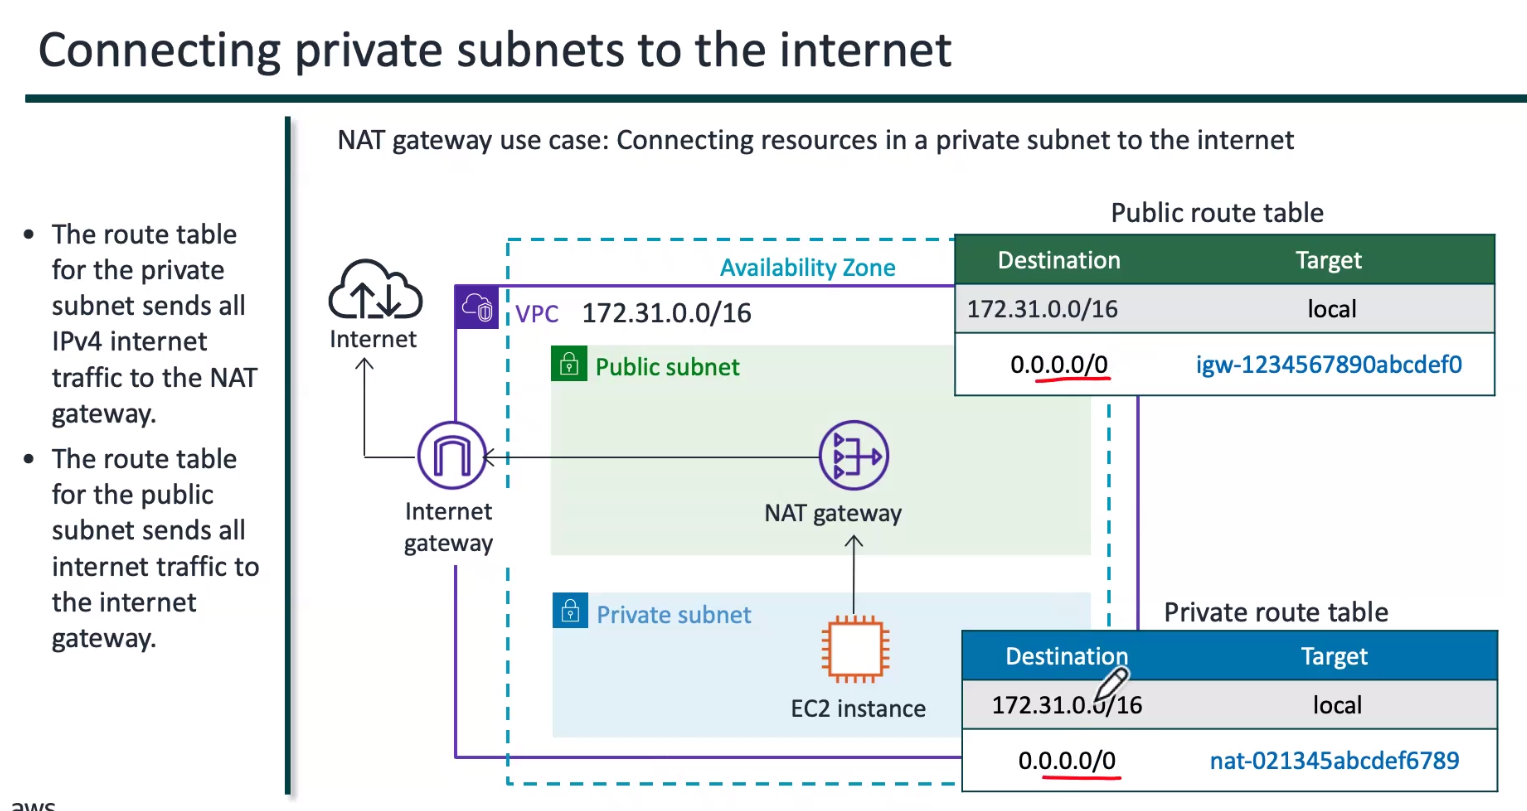 Connecting private subnets to the internet
NAT gateway use case: Connecting resources in a private subnet to the internet
• The route table
for the private
subnet sends all
IPv4 internet
traffic to the NAT
gateway.
• The route table
for the public
subnet sends all
internet traffic to
the internet
gateway.
Internet
Internet
gateway
Availability Zone
VPC 172.31.0.0/16
Public subnet
NAT gateway
Private subnet
EC2 instance
Public route table
Destination Target
172.31.0.0/16 local
0.0.0.0/0 igw-1234567890abcdef0
Private route table
Destination Target
172.31.0.0/16 local
0.0.0.0/0 nat-021345abcdef6789
aws